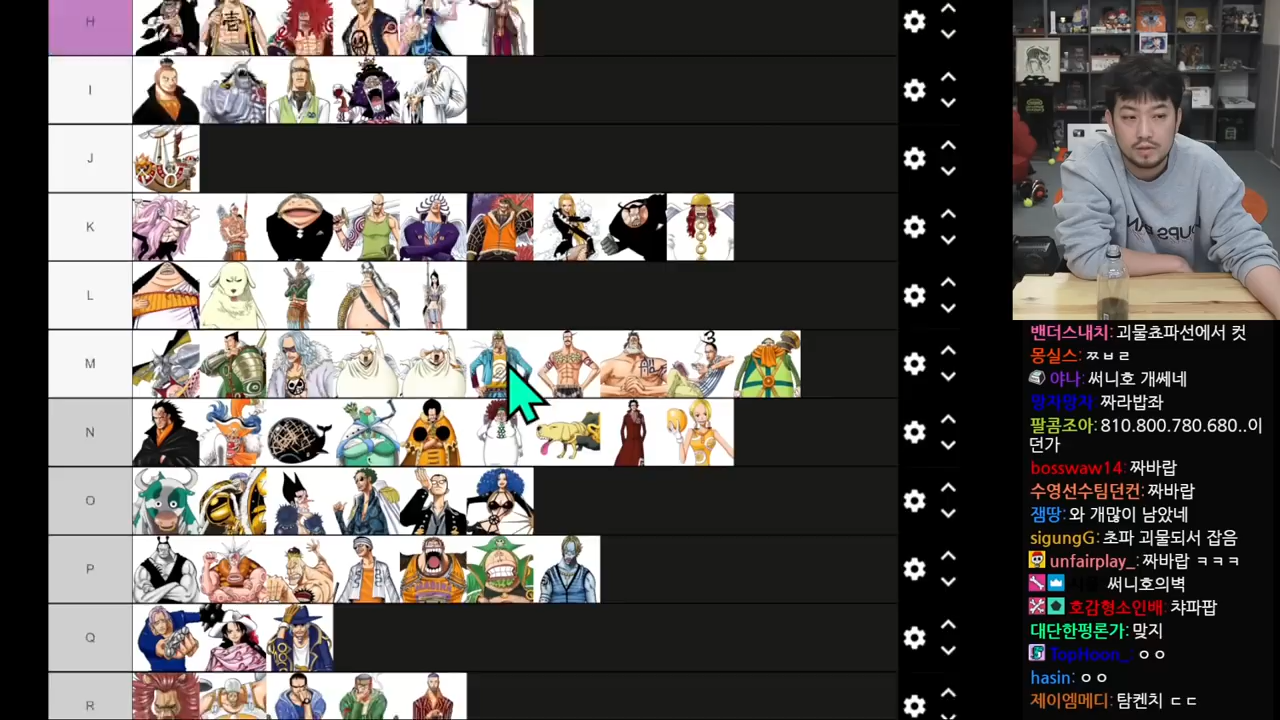 H
I
J
K
L
M
N
O
P
Q
R
밴더스내치: 괴물쵸파선에서 컷
몽실스: ㅉㅂㄹ
야나: 써니호 개쎄네
망자망자: 짜라밥좌
팔콤조아: 810.800.780.680..이
던가
bosswaw14: 짜바랍
수영선수팀던컨: 짜바랍
잼땅: 와 개많이 남았네
sigungG: 초파 괴물되서 잡음
unfairplay_: 짜바랍 ㅋㅋㅋ
써니호의벽
호감형소인배: 챠파팝
대단한평론가: 맞지
TopHoon_: ㅇㅇ
hasin: ㅇㅇ
제이엠메디: 탐켄치 ㄷㄷ